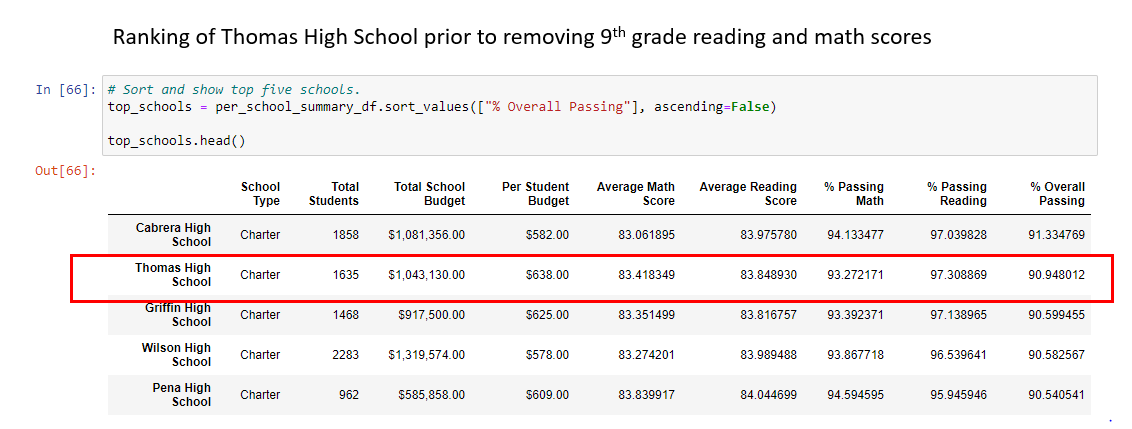 Ranking of Thomas High School prior to removing 9th grade reading and math scores
In [66]: # Sort and show top five schools.
top_schools = per_school_summary_df.sort_values(["% Overall Passing"], ascending=False)
top_schools.head()
Out[66]:
School Type Total Students Total School Budget Per Student Budget Average Math Score Average Reading Score % Passing Math % Passing Reading % Overall Passing
Cabrera High School Charter 1858 $1,081,356.00 $582.00 83.061895 83.975780 94.133477 97.039828 91.334769
Thomas High School Charter 1635 $1,043,130.00 $638.00 83.418349 83.848930 93.272171 97.308869 90.948012
Griffin High School Charter 1468 $917,500.00 $625.00 83.351499 83.816757 93.392371 97.138965 90.599455
Wilson High School Charter 2283 $1,319,574.00 $578.00 83.274201 83.989488 93.867718 96.539641 90.582567
Pena High School Charter 962 $585,858.00 $609.00 83.839917 84.044699 94.594595 95.945946 90.540541